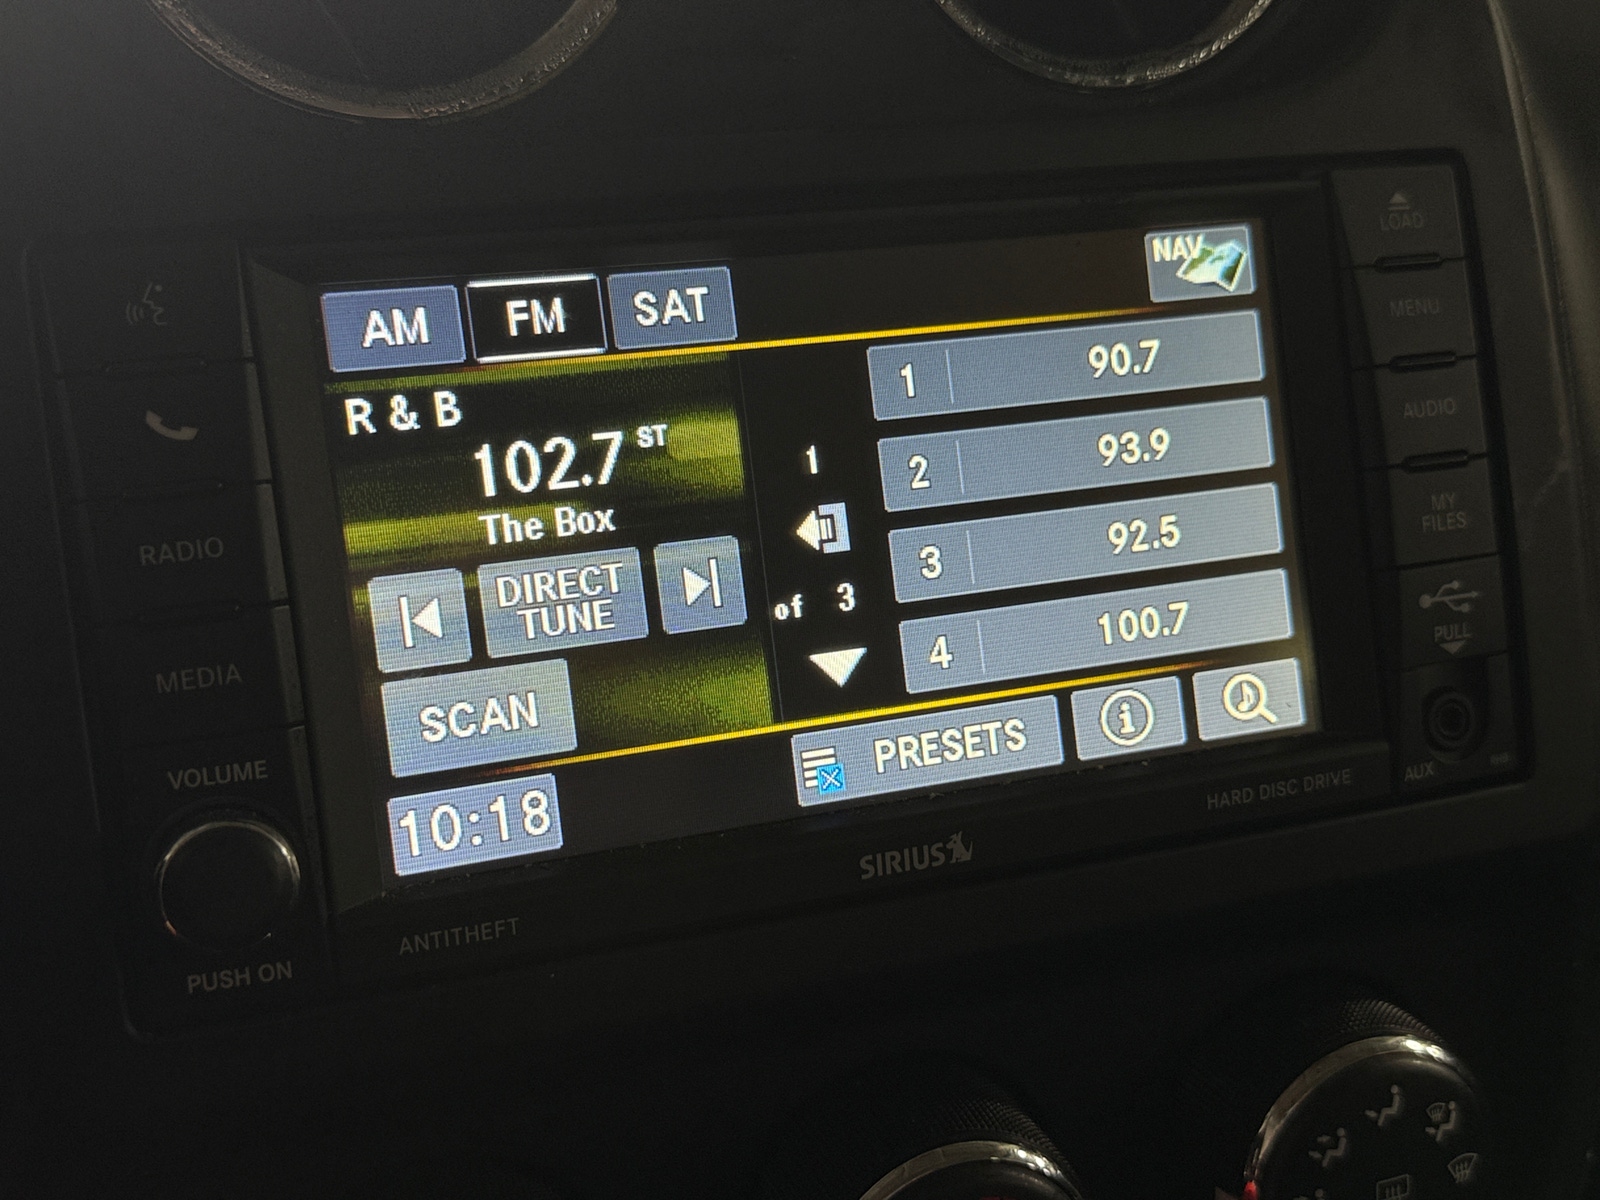 LOAD
NAV
AM
FM
SAT
MENU
1
90.7
R & B
102.7 ST
The Box
2
93.9
AUDIO
1
of 3
3
92.5
MY
FILES
RADIO
DIRECT
TUNE
4
100.7
PULL
MEDIA
SCAN
PRESETS
VOLUME
10:18
HARD DISC DRIVE
AUX
SIRIUS
ANTITHEFT
PUSH ON